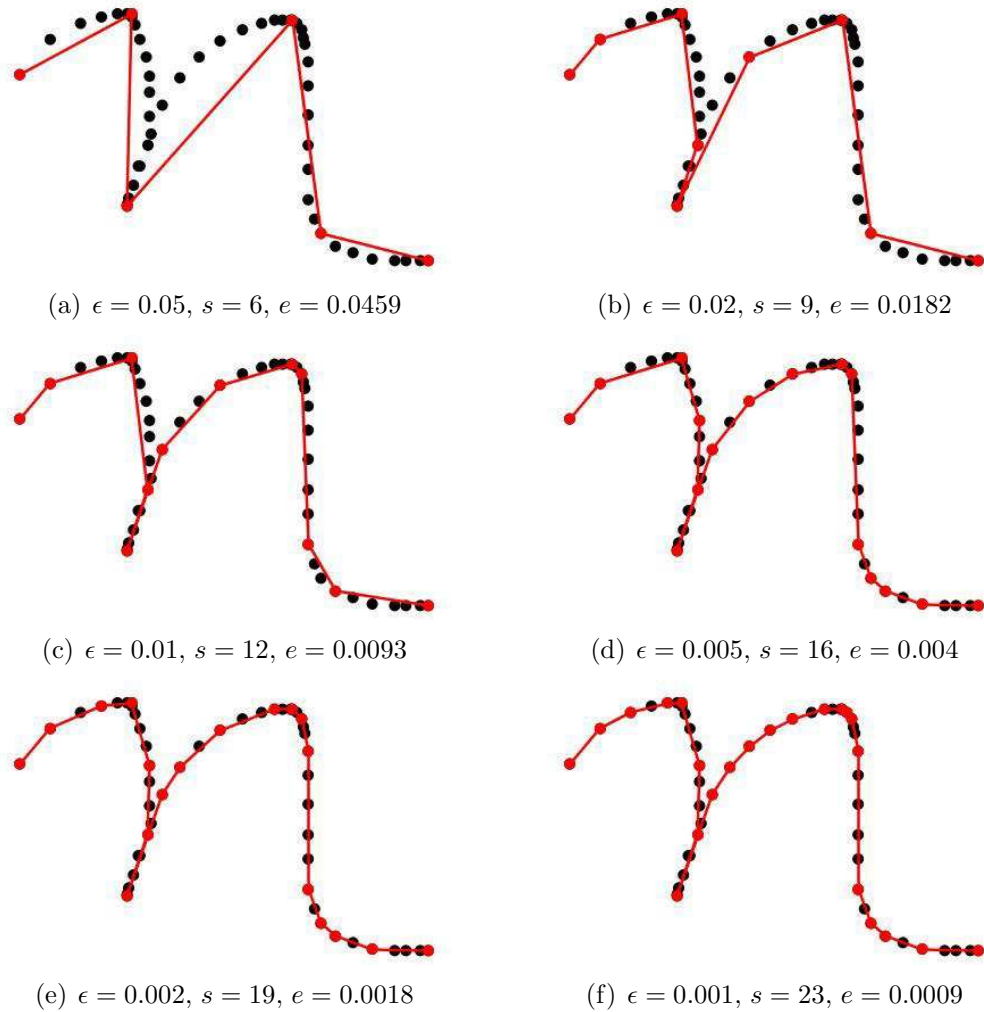 (a) ϵ = 0.05, s = 6, e = 0.0459
(b) ϵ = 0.02, s = 9, e = 0.0182
(c) ϵ = 0.01, s = 12, e = 0.0093
(d) ϵ = 0.005, s = 16, e = 0.004
(e) ϵ = 0.002, s = 19, e = 0.0018
(f) ϵ = 0.001, s = 23, e = 0.0009